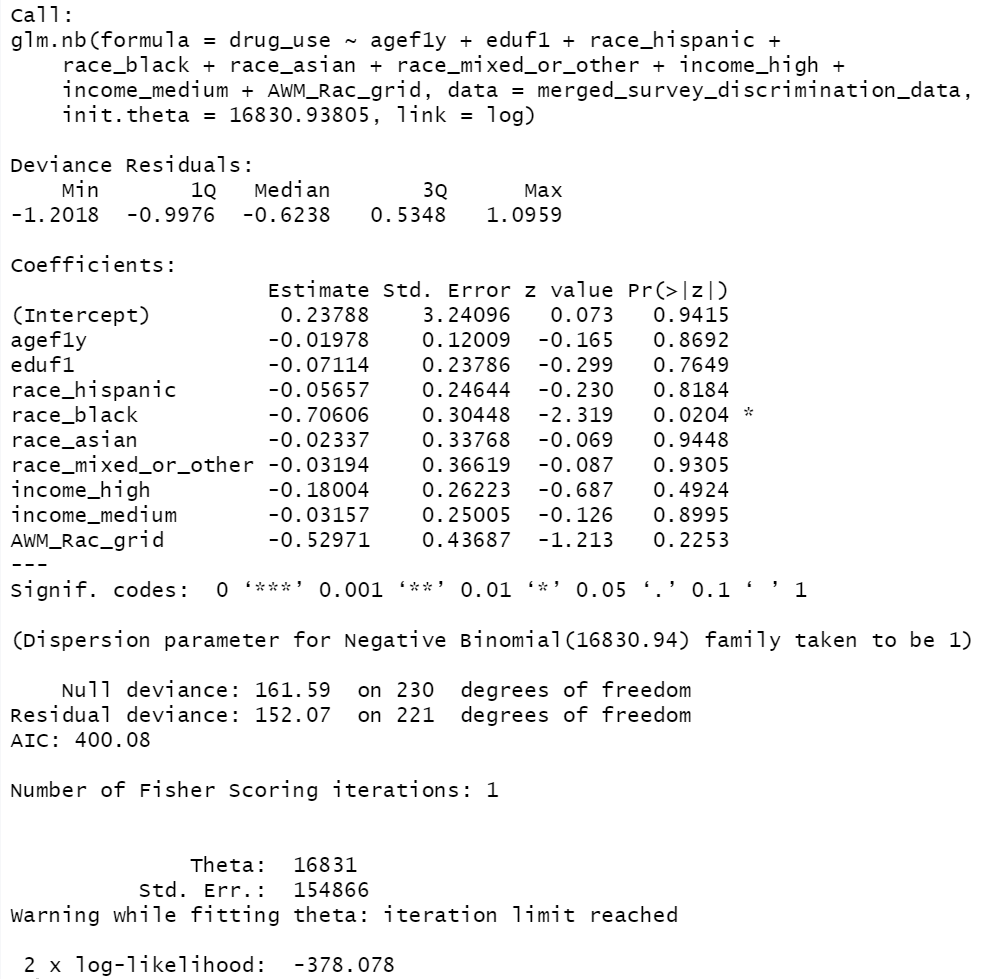 Call:
glm.nb(formula = drug_use ~ agef1y + eduf1 + race_hispanic +
    race_black + race_asian + race_mixed_or_other + income_high +
    income_medium + AWM_Rac_grid, data = merged_survey_discrimination_data,
    init.theta = 16830.93805, link = log)

Deviance Residuals:
    Min       1Q   Median       3Q      Max
-1.2018  -0.9976  -0.6238   0.5348   1.0959

Coefficients:
                    Estimate Std. Error z value Pr(>|z|)
(Intercept)          0.23788    3.24096   0.073   0.9415
agef1y              -0.01978    0.12009  -0.165   0.8692
eduf1               -0.07114    0.23786  -0.299   0.7649
race_hispanic       -0.05657    0.24644  -0.230   0.8184
race_black          -0.70606    0.30448  -2.319   0.0204 *
race_asian          -0.02337    0.33768  -0.069   0.9448
race_mixed_or_other -0.03194    0.36619  -0.087   0.9305
income_high         -0.18004    0.26223  -0.687   0.4924
income_medium       -0.03157    0.25005  -0.126   0.8995
AWM_Rac_grid        -0.52971    0.43687  -1.213   0.2253
---
Signif. codes:  0 ‘***’ 0.001 ‘**’ 0.01 ‘*’ 0.05 ‘.’ 0.1 ‘ ’ 1

(Dispersion parameter for Negative Binomial(16830.94) family taken to be 1)

    Null deviance: 161.59  on 230  degrees of freedom
Residual deviance: 152.07  on 221  degrees of freedom
AIC: 400.08

Number of Fisher Scoring iterations: 1


              Theta:  16831
          Std. Err.:  154866
Warning while fitting theta: iteration limit reached

 2 x log-likelihood:  -378.078